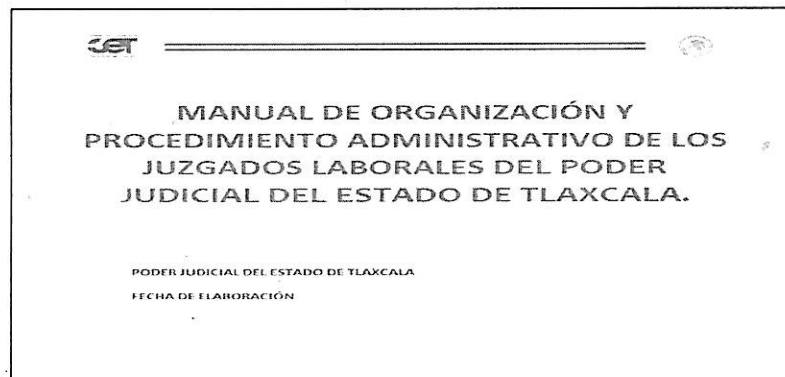 MANUAL DE ORGANIZACIÓN Y
PROCEDIMIENTO ADMINISTRATIVO DE LOS
JUZGADOS LABORALES DEL PODER
JUDICIAL DEL ESTADO DE TLAXCALA.
PODER JUDICIAL DEL ESTADO DE TLAXCALA
FECHA DE ELABORACIÓN